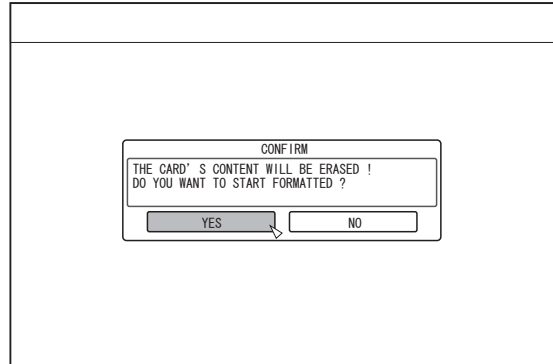 CONFIRM
THE CARD'S CONTENT WILL BE ERASED !
DO YOU WANT TO START FORMATTED ?
YES
NO